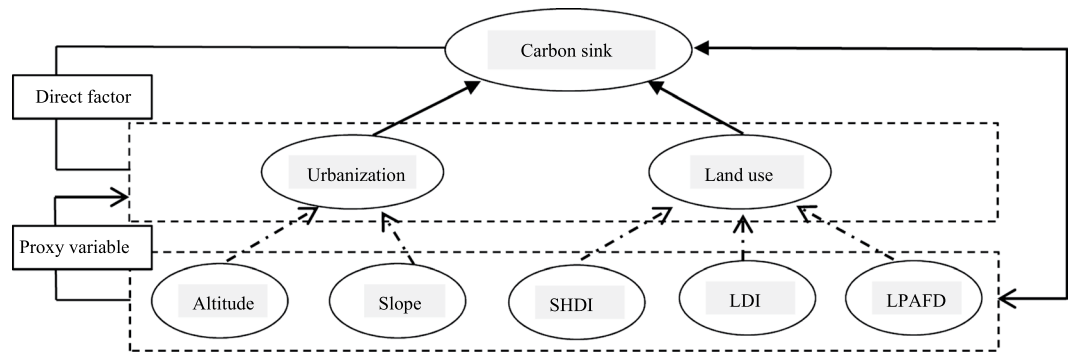 Carbon sink
Direct factor
Urbanization
Land use
Proxy variable
Altitude
Slope
SHDI
LDI
LPAFD